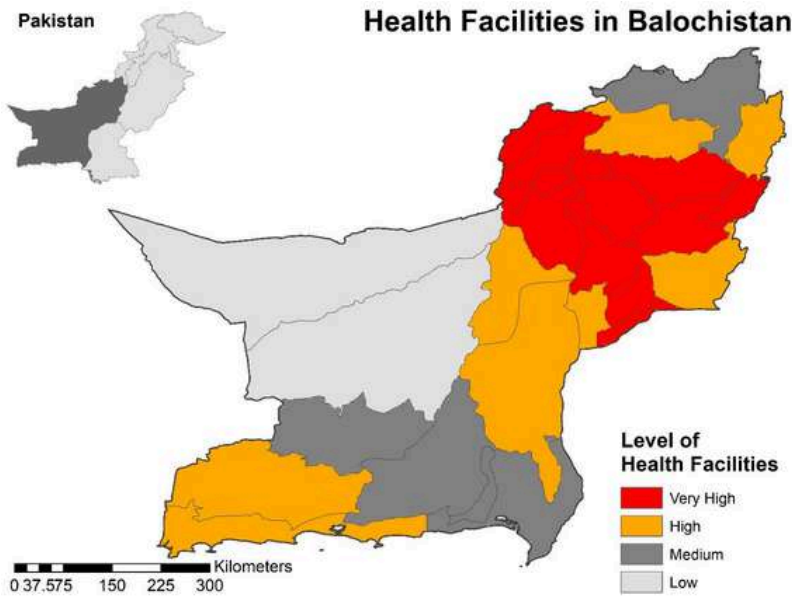 Pakistan
Health Facilities in Balochistan
Level of
Health Facilities
Very High
High
Medium
Low
Kilometers
0 37.575 150 225 300